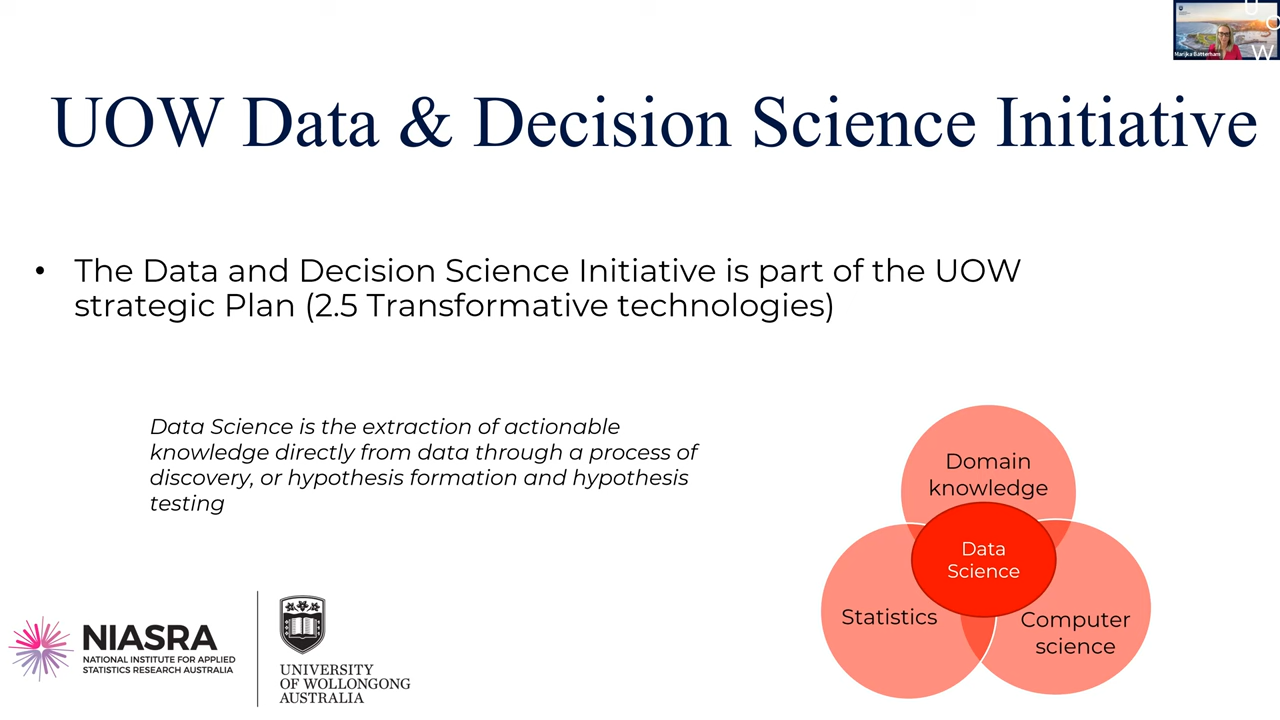 UOW Data & Decision Science Initiative
• The Data and Decision Science Initiative is part of the UOW
strategic Plan (2.5 Transformative technologies)
Data Science is the extraction of actionable
knowledge directly from data through a process of
discovery, or hypothesis formation and hypothesis
testing
Domain
knowledge
Data
Science
Statistics
Computer
science
NIASRA
NATIONAL INSTITUTE FOR APPLIED
STATISTICS RESEARCH AUSTRALIA
UNIVERSITY
OF WOLLONGONG
AUSTRALIA
Marijka Batterham
U
O
W